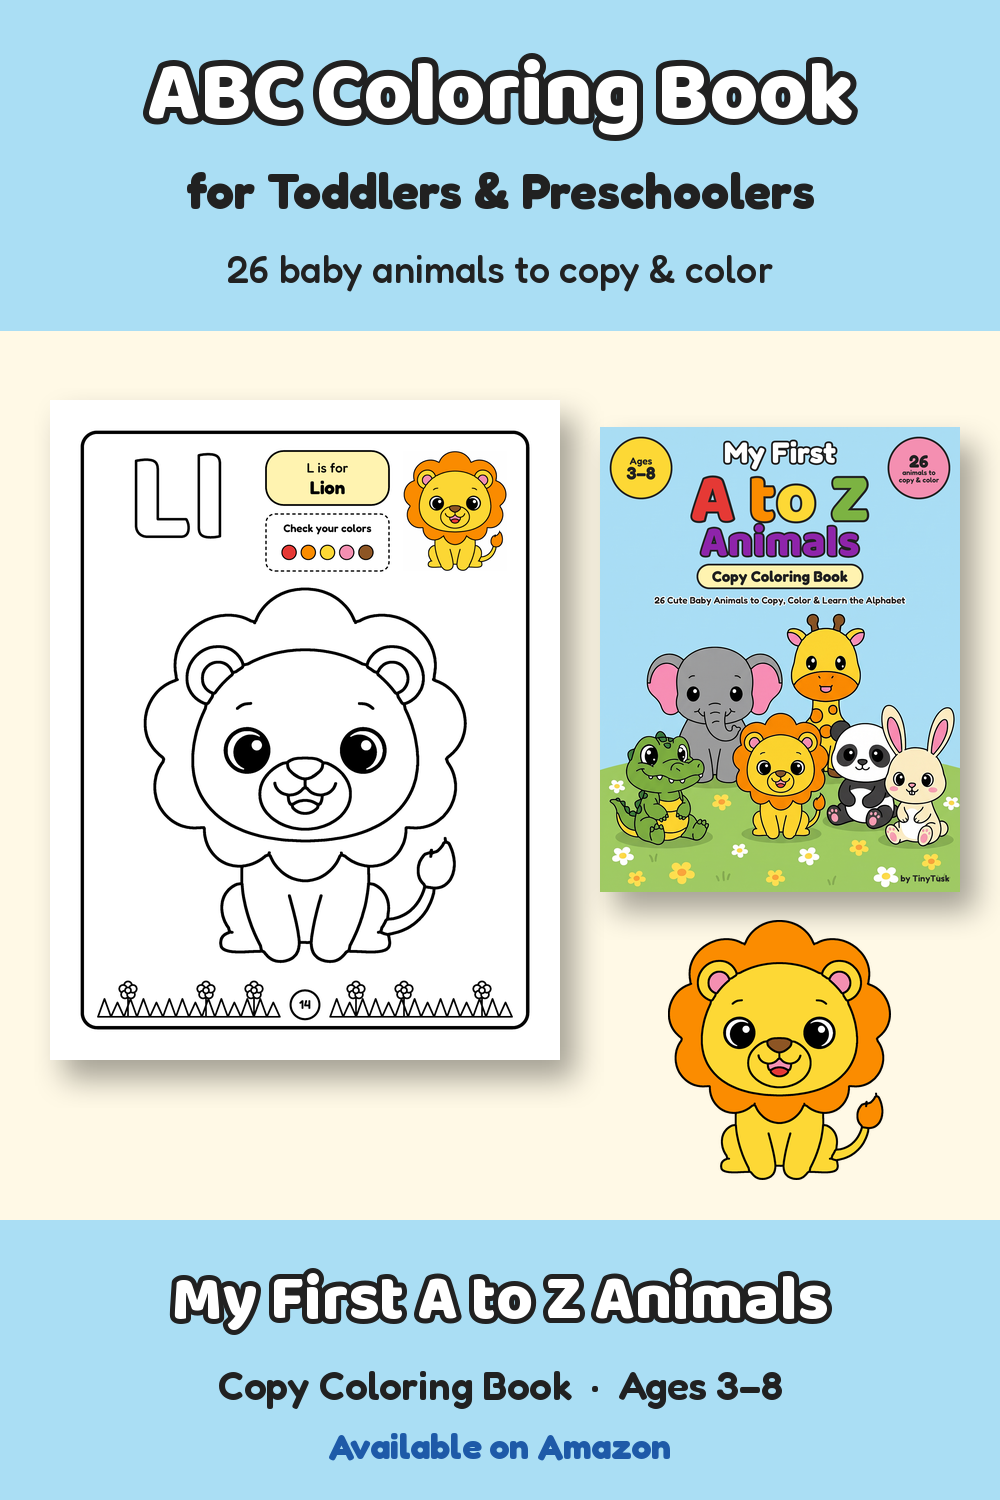 ABC Coloring Book
for Toddlers & Preschoolers
26 baby animals to copy & color
Ll
L is for
Lion
Check your colors
14
Ages
3–8
My First
26
animals to
copy & color
A to Z
Animals
Copy Coloring Book
26 Cute Baby Animals to Copy, Color & Learn the Alphabet
by TinyTusk
My First A to Z Animals
Copy Coloring Book · Ages 3–8
Available on Amazon